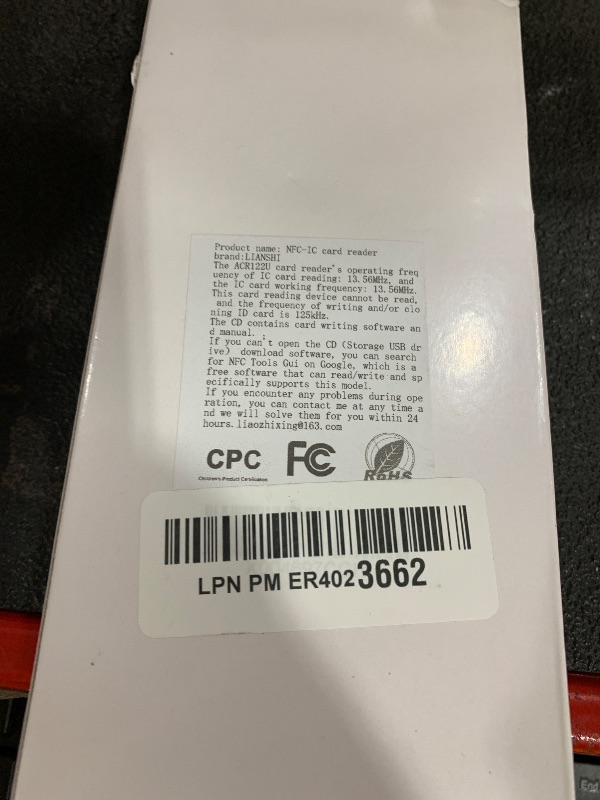 Product name: NFC-IC card reader
brand:LIANSHI
The ACR122U card reader's operating freq
uency of IC card reading: 13.56MHz, and
the IC card working frequency: 13.56MHz.
This card reading device cannot be read,
and the frequency of writing and/or clo
ning ID card is 125kHz.
The CD contains card writing software an
d manual.
If you can't open the CD (Storage USB dr
ive) download software, you can search
for NFC Tools Gui on Google, which is a
free software that can read/write and sp
ecifically supports this model.
If you encounter any problems during ope
ration, you can contact me at any time a
nd we will solve them for you within 24
hours. liaozhixing@163.com
CPC FC RoHS
Children's Product Certification
LPN PM ER4023662
End